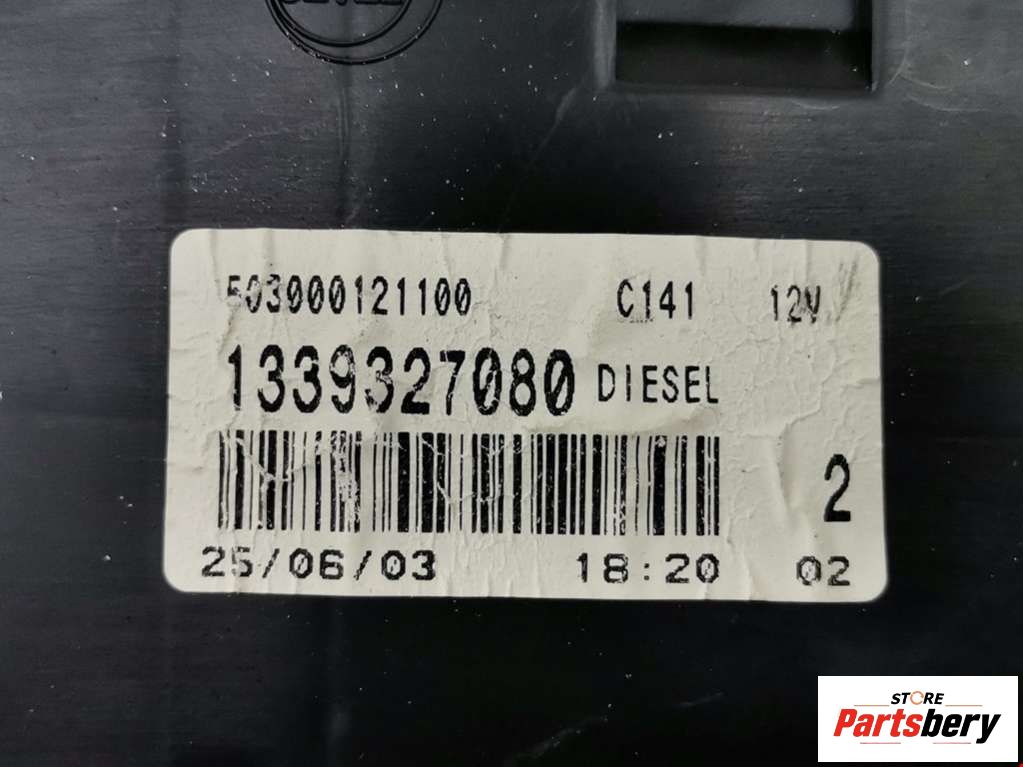 503000121100 C141 12V
1339327080 DIESEL
2
25/06/03 18:20 02
STORE
Partsbery